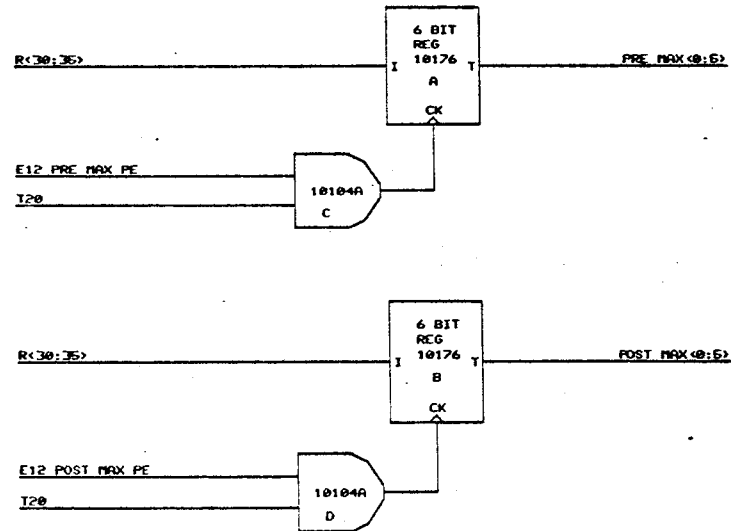 6 BIT
REG
10176
R<30:35>
I
T
PRE MAX<0:5>
A
CK
E12 PRE MAX PE
10104A
T20
C
6 BIT
REG
10176
R<30:35>
I
T
POST MAX<0:5>
B
CK
E12 POST MAX PE
10104A
T20
D